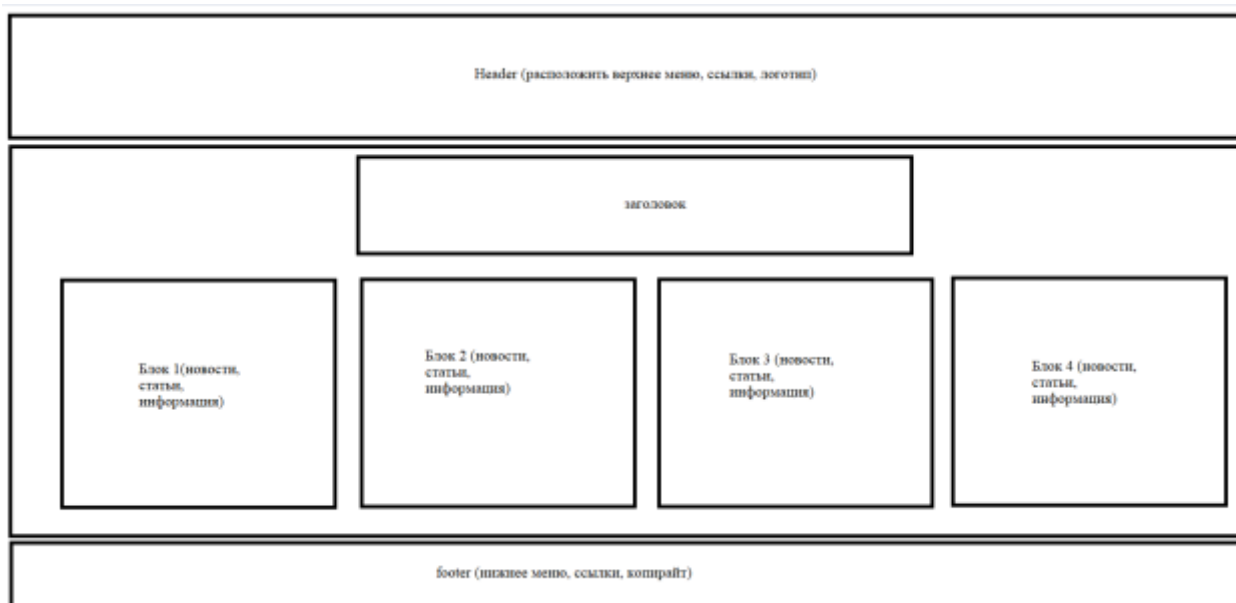 Header (расположить верхнее меню, ссылки, логотип)
заголовок
Блок 1(новости,
статьи,
информация)
Блок 2 (новости,
статьи,
информация)
Блок 3 (новости,
статьи,
информация)
Блок 4 (новости,
статьи,
информация)
footer (нижнее меню, ссылки, копирайт)